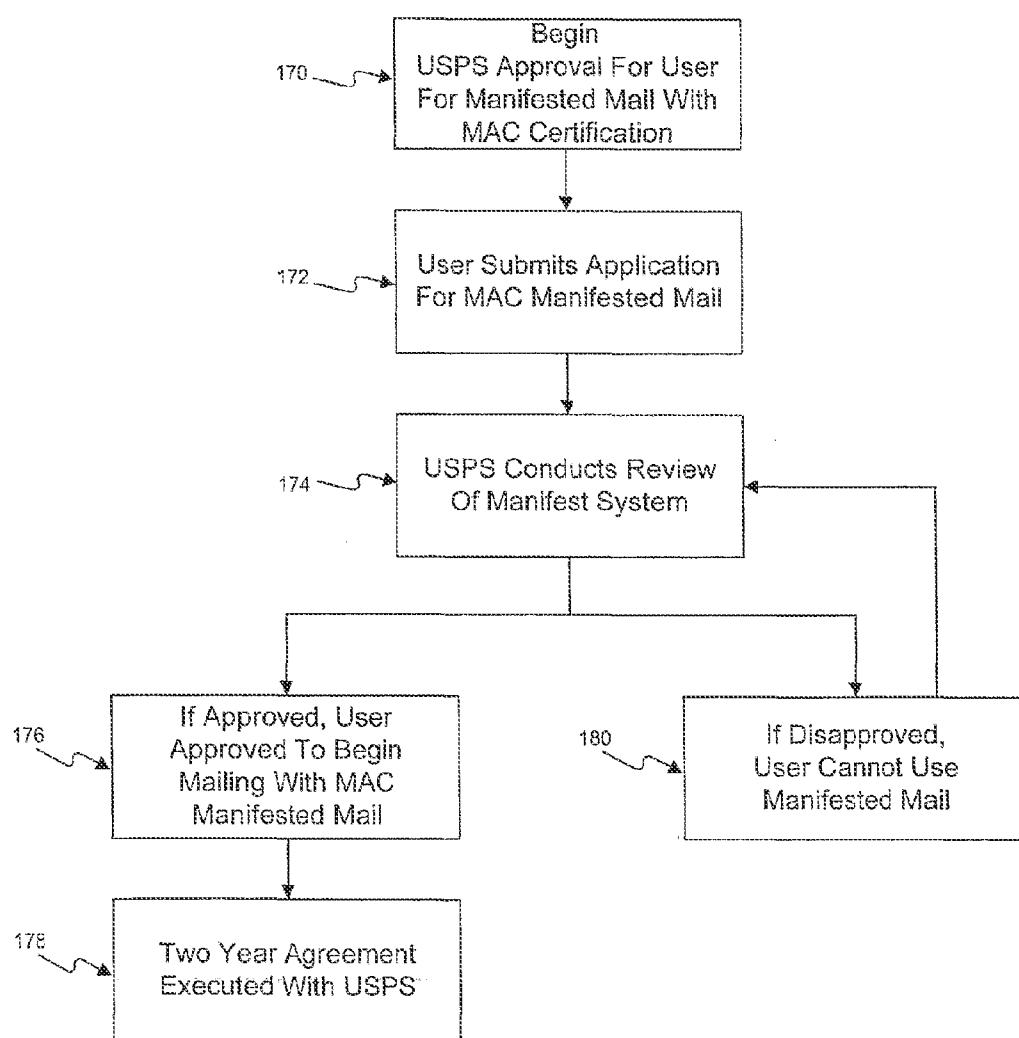 Begin
USPS Approval For User
For Manifested Mail With
MAC Certification
170
User Submits Application
For MAC Manifested Mail
172
USPS Conducts Review
Of Manifest System
174
If Approved, User
Approved To Begin
Mailing With MAC
Manifested Mail
176
If Disapproved,
User Cannot Use
Manifested Mail
180
Two Year Agreement
Executed With USPS
178